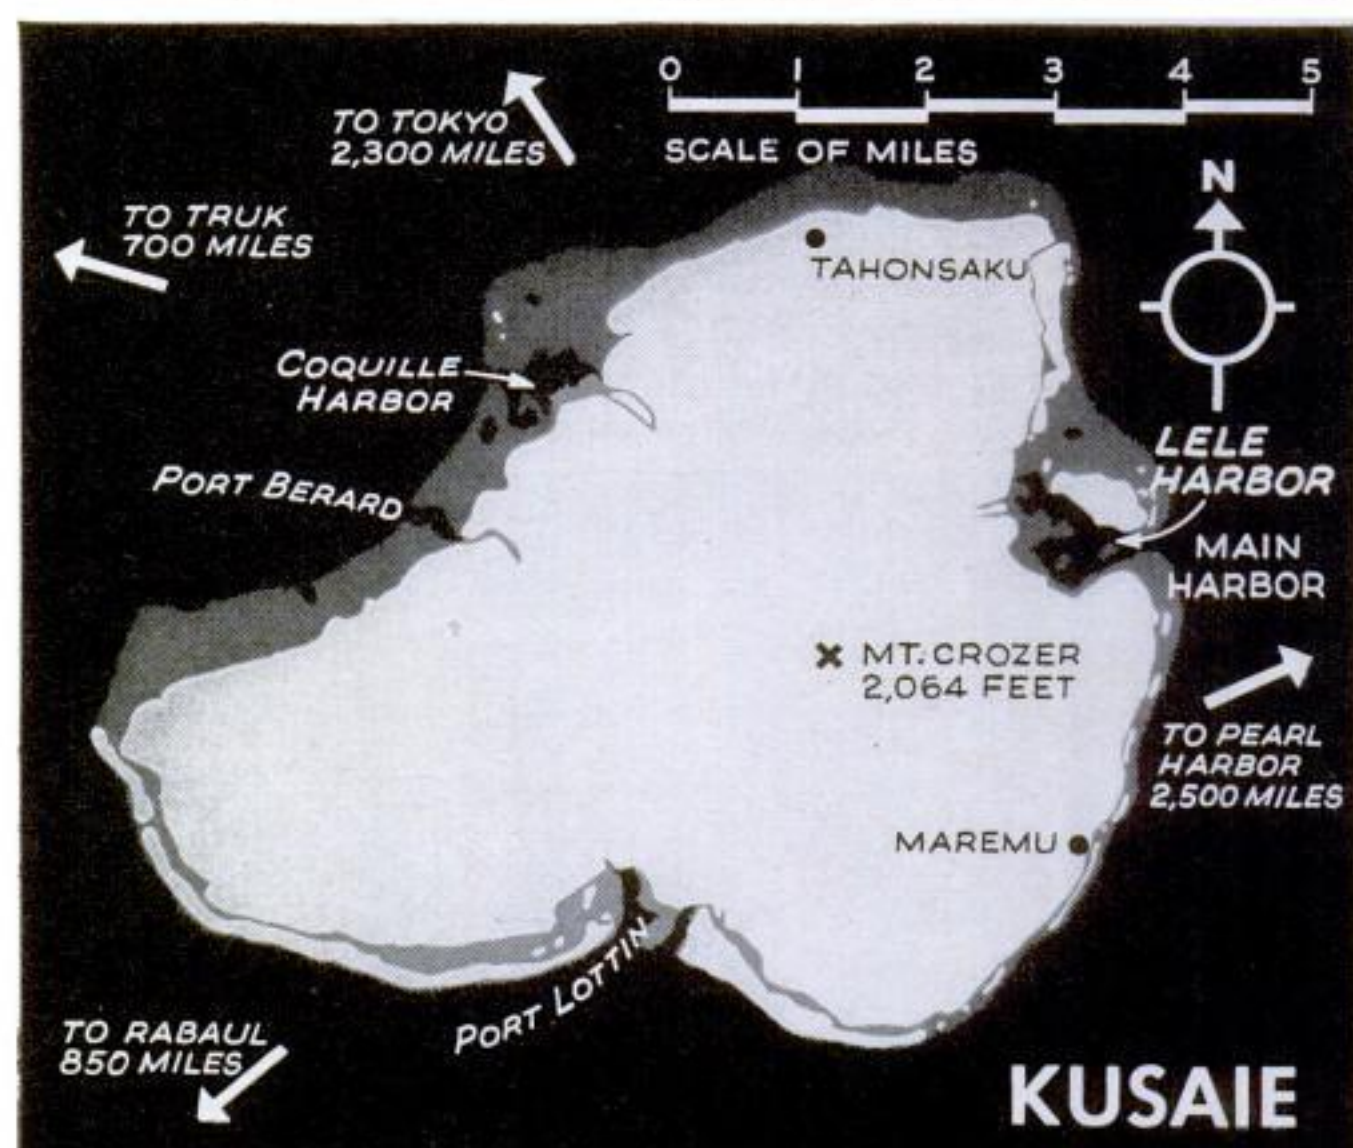 0 1 2 3 4 5
SCALE OF MILES
TO TOKYO
2,300 MILES
N
TO TRUK
700 MILES
TAHONSAKU
COQUILLE
HARBOR
LELE
HARBOR
PORT BERARD
MAIN
HARBOR
MT. CROZER
2,064 FEET
TO PEARL
HARBOR
2,500 MILES
MAREMU
PORT LOTTIN
TO RABAUL
850 MILES
KUSAIE